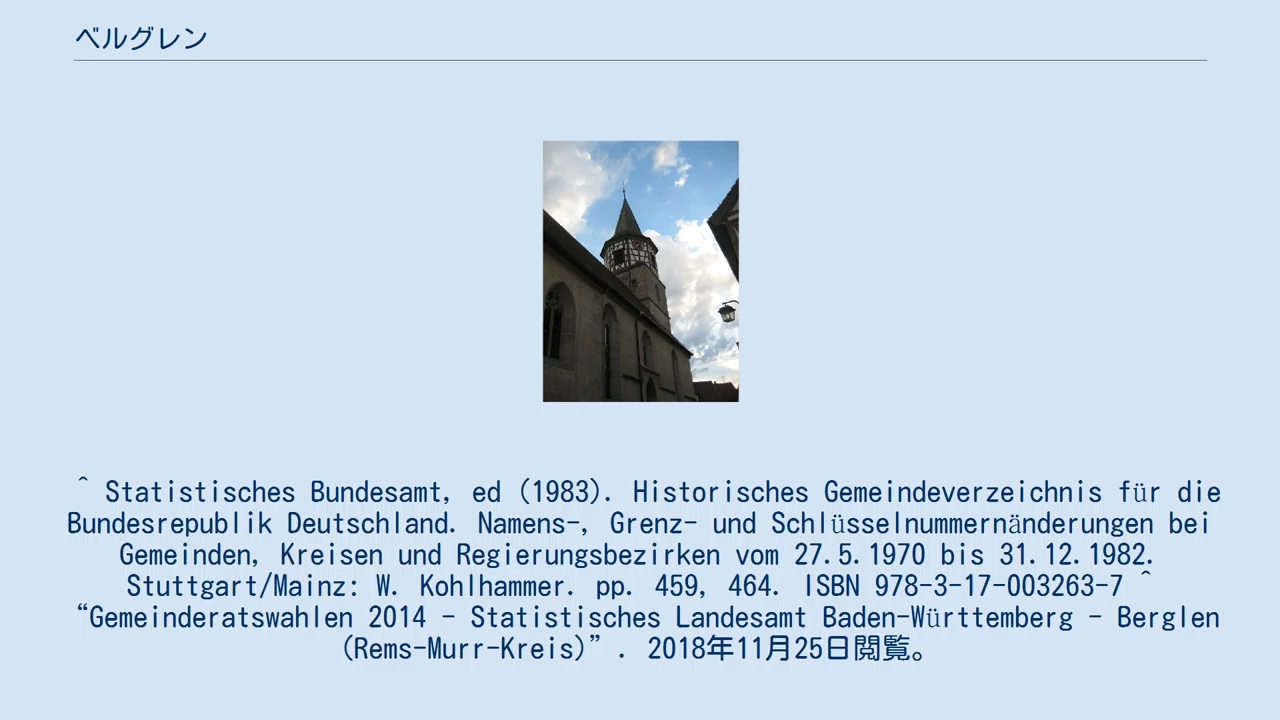 ベルグレン
^ Statistisches Bundesamt, ed (1983). Historisches Gemeindeverzeichnis für die
Bundesrepublik Deutschland. Namens-, Grenz- und Schlüsselnummernänderungen bei
Gemeinden, Kreisen und Regierungsbezirken vom 27.5.1970 bis 31.12.1982.
Stuttgart/Mainz: W. Kohlhammer. pp. 459, 464. ISBN 978-3-17-003263-7 ^
“Gemeinderatswahlen 2014 - Statistisches Landesamt Baden-Württemberg - Berglen
(Rems-Murr-Kreis)”. 2018年11月25日閲覧。